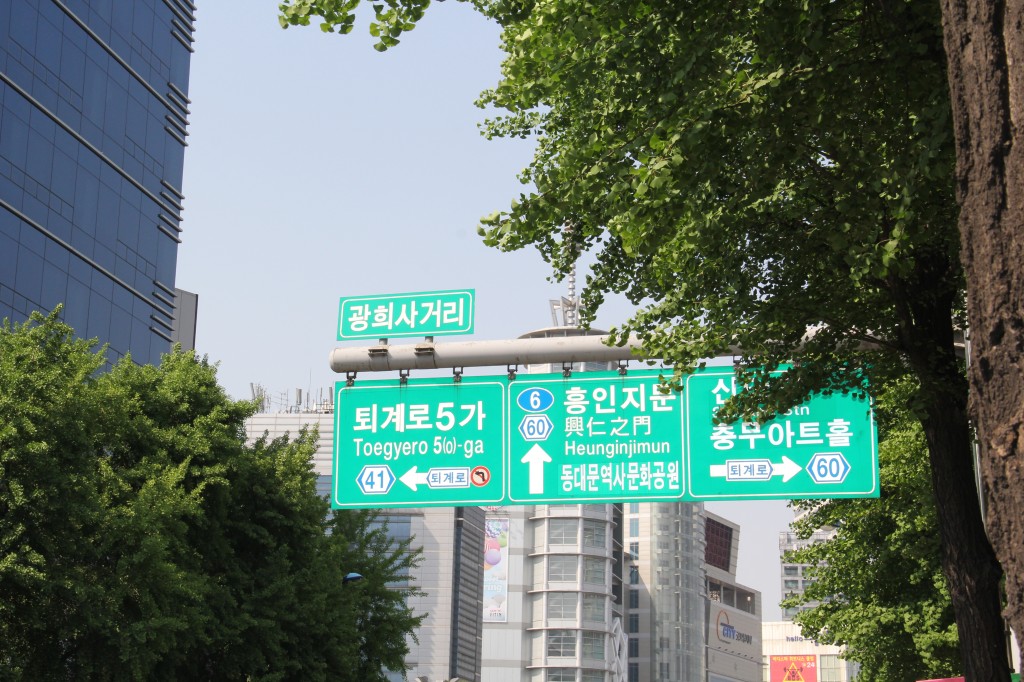 광희사거리
퇴계로5가
Toegyero 5(o)-ga
41
퇴계로
6
60
흥인지문
興仁之門
Heunginjimun
동대문역사문화공원
충무아트홀
퇴계로
60
hello